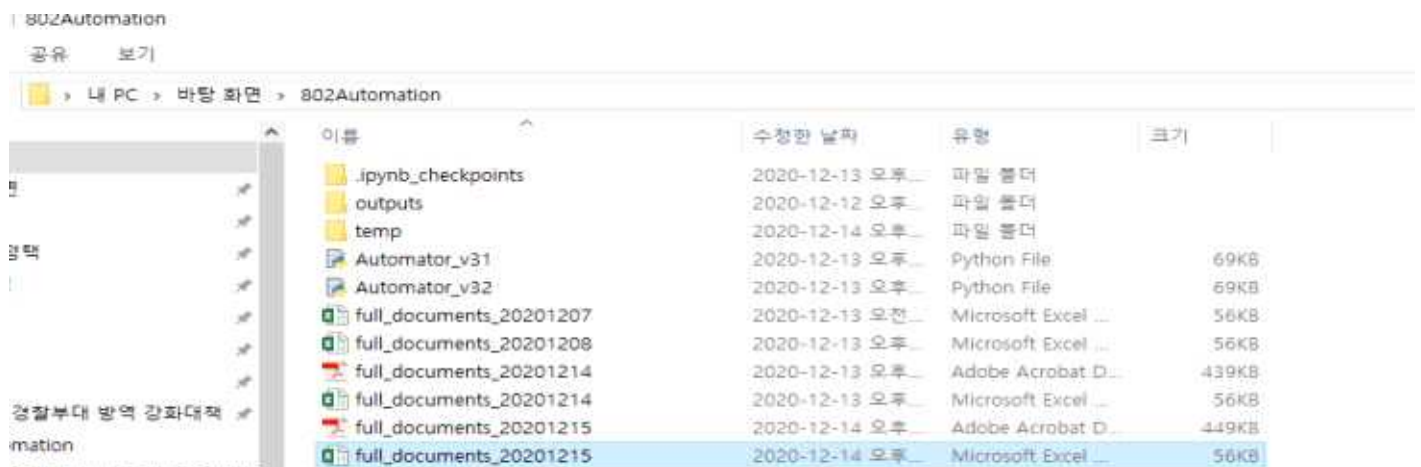 802Automation
공유 보기
> 내 PC > 바탕 화면 > 802Automation
이름 수정한 날짜 유형 크기
.ipynb_checkpoints 2020-12-13 오후... 파일 폴더
outputs 2020-12-12 오후... 파일 폴더
temp 2020-12-14 오후... 파일 폴더
Automator_v31 2020-12-13 오후... Python File 69KB
Automator_v32 2020-12-13 오후... Python File 69KB
full_documents_20201207 2020-12-13 오전... Microsoft Excel ... 56KB
full_documents_20201208 2020-12-13 오후... Microsoft Excel ... 56KB
full_documents_20201214 2020-12-13 오후... Adobe Acrobat D... 439KB
full_documents_20201214 2020-12-13 오후... Microsoft Excel ... 56KB
경찰부대 방역 강화대책
full_documents_20201215 2020-12-14 오후... Adobe Acrobat D... 449KB
mation
full_documents_20201215 2020-12-14 오후... Microsoft Excel ... 56KB